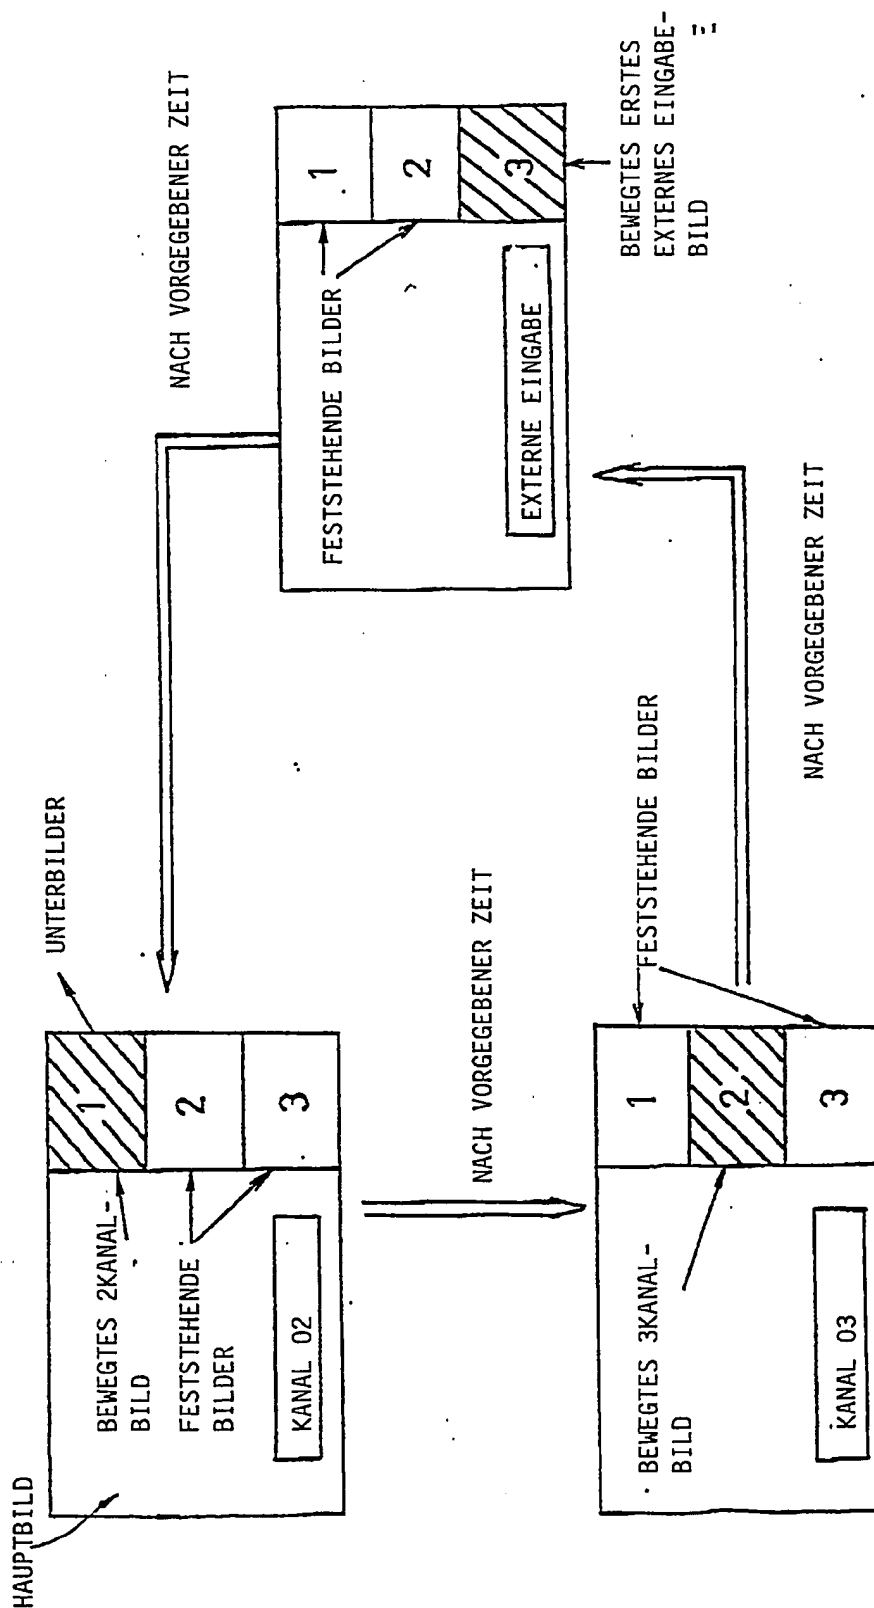 HAUPTBILD
UNTERBILDER
BEWEGTES 2KANAL-
BILD
FESTSTEHENDE
BILDER
KANAL 02
1
2
3
NACH VORGEGEBENER ZEIT
BEWEGTES 3KANAL-
BILD
KANAL 03
1
2
3
FESTSTEHENDE BILDER
NACH VORGEGEBENER ZEIT
FESTSTEHENDE BILDER
EXTERNE EINGABE
1
2
3
BEWEGTES ERSTES
EXTERNES EINGABE-
BILD
NACH VORGEGEBENER ZEIT